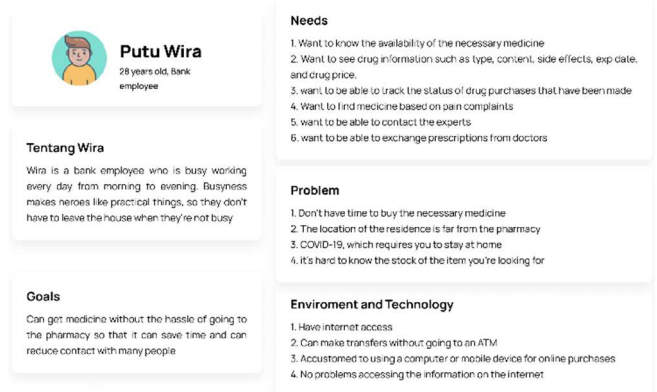 Putu Wira
28 years old, Bank
employee
Tentang Wira
Wira is a bank employee who is busy working
every day from morning to evening. Busyness
makes neroes like practical things, so they don't
have to leave the house when they're not busy
Goals
Can get medicine without the hassle of going to
the pharmacy so that it can save time and can
reduce contact with many people
Needs
1. Want to know the availability of the necessary medicine
2. Want to see drug information such as type, content, side effects, exp date,
and drug price.
3. want to be able to track the status of drug purchases that have been made
4. Want to find medicine based on pain complaints
5. want to be able to contact the experts
6. want to be able to exchange prescriptions from doctors
Problem
1. Don't have time to buy the necessary medicine
2. The location of the residence is far from the pharmacy
3. COVID-19, which requires you to stay at home
4. it's hard to know the stock of the item you're looking for
Enviroment and Technology
1. Have internet access
2. Can make transfers without going to an ATM
3. Accustomed to using a computer or mobile device for online purchases
4. No problems accessing the information on the internet